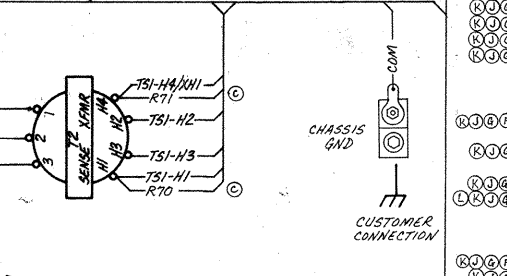 K J G
K J G
K J G
K J G
COM
TS1-H4/XH1
R71
C
1
2
3
T2
SENSE XFMR
H4
H2
H3
H1
TS1-H2
TS1-H3
TS1-H1
R70
C
CHASSIS
GND
CUSTOMER
CONNECTION
K J G F
K J G
K J G
L K J G
K J G F